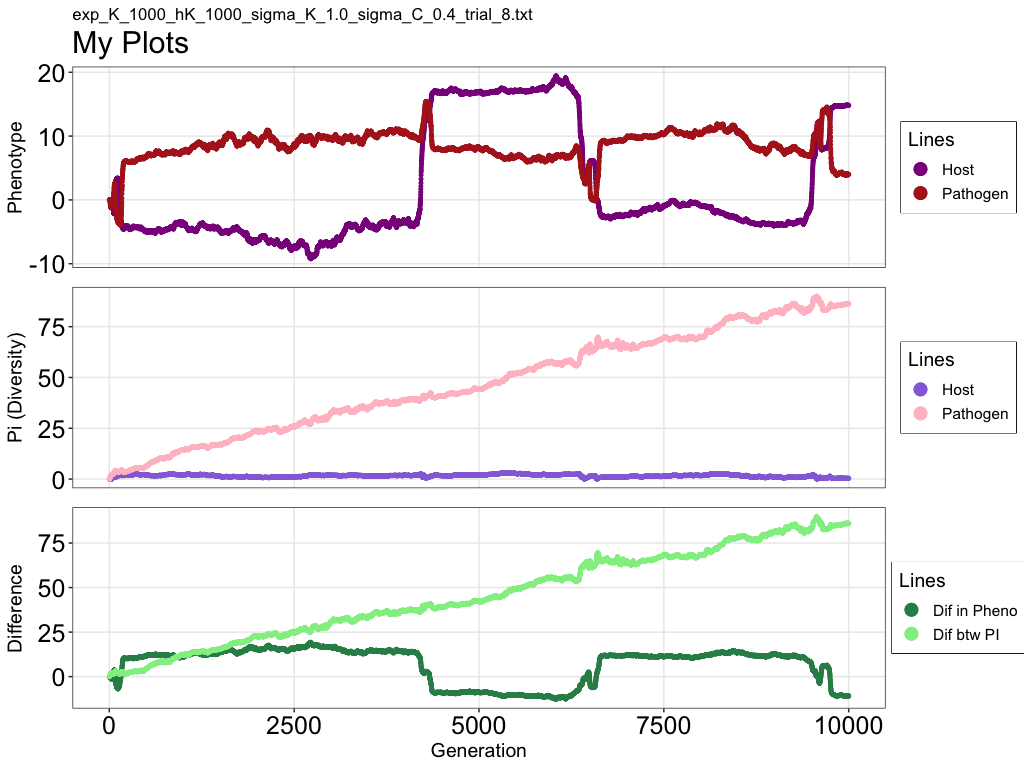 exp_K_1000_hK_1000_sigma_K_1.0_sigma_C_0.4_trial_8.txt
My Plots
Phenotype
20
10
0
-10
Lines
Host
Pathogen
Pi (Diversity)
75
50
25
0
Lines
Host
Pathogen
Difference
75
50
25
0
Lines
Dif in Pheno
Dif btw PI
0 2500 5000 7500 10000
Generation